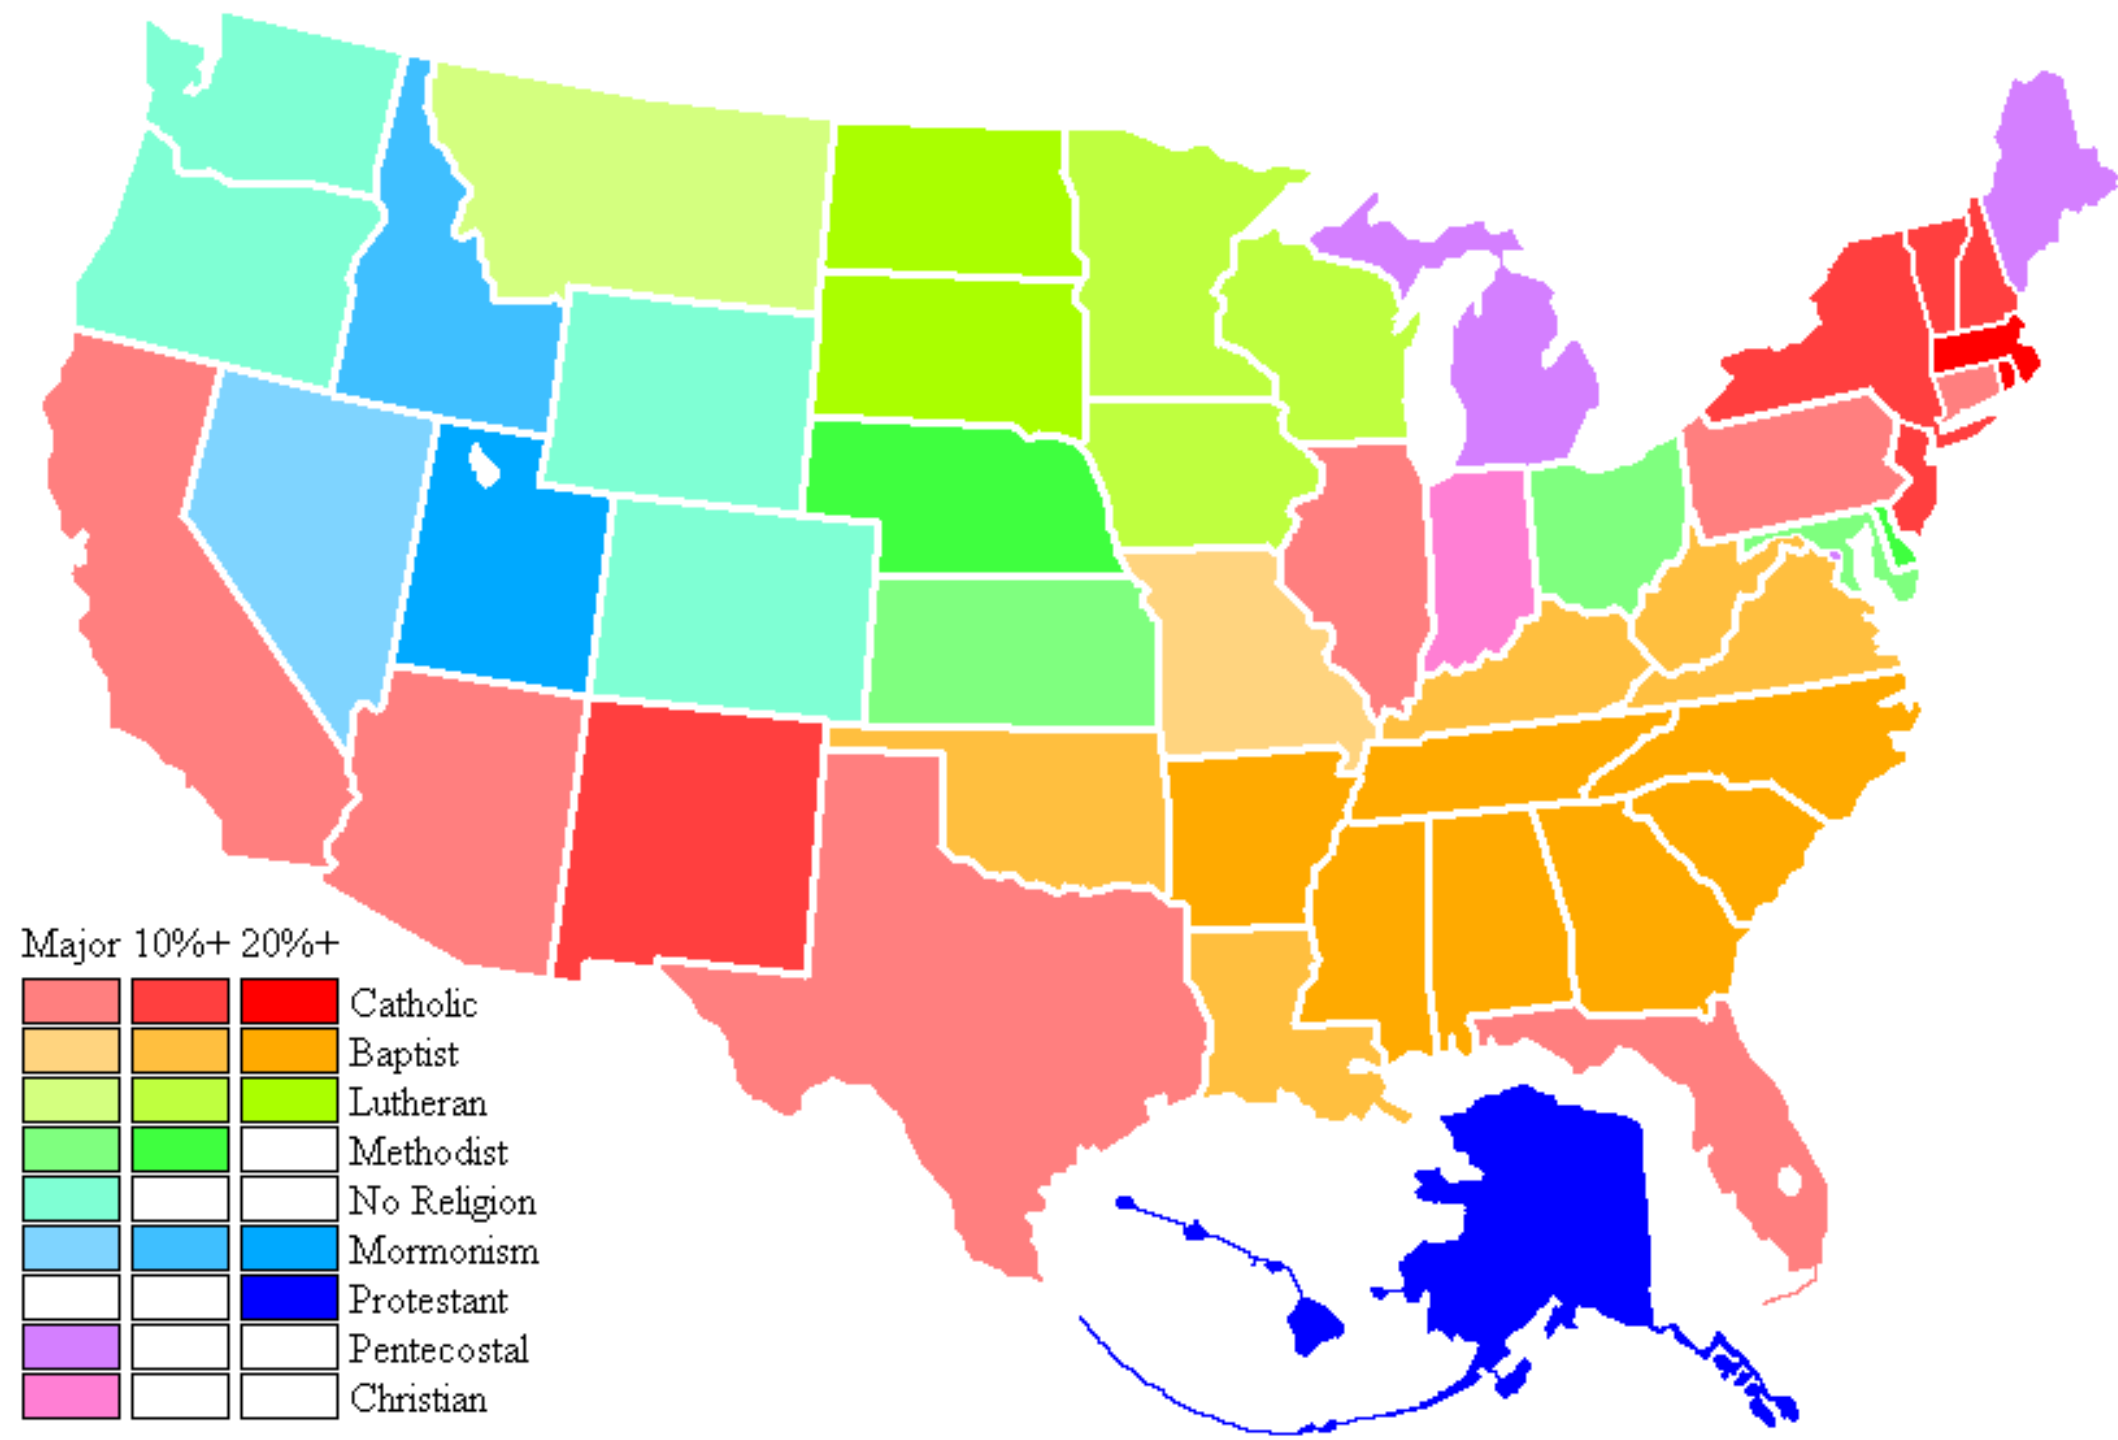 Major 10%+ 20%+
Catholic
Baptist
Lutheran
Methodist
No Religion
Mormonism
Protestant
Pentecostal
Christian